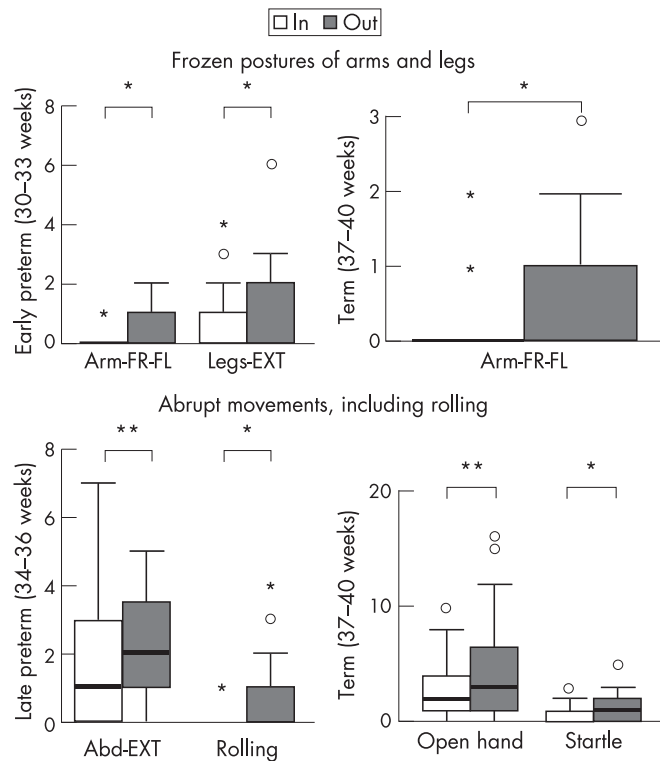 In Out
Frozen postures of arms and legs
Early preterm (30–33 weeks)
8
6
4
2
0
* *
*
*
Arm-FR-FL Legs-EXT
Term (37–40 weeks)
3
2
1
0
*
*
*
Arm-FR-FL
Abrupt movements, including rolling
Late preterm (34–36 weeks)
8
6
4
2
0
** *
*
*
Abd-EXT Rolling
Term (37–40 weeks)
20
10
0
** *
Open hand Startle